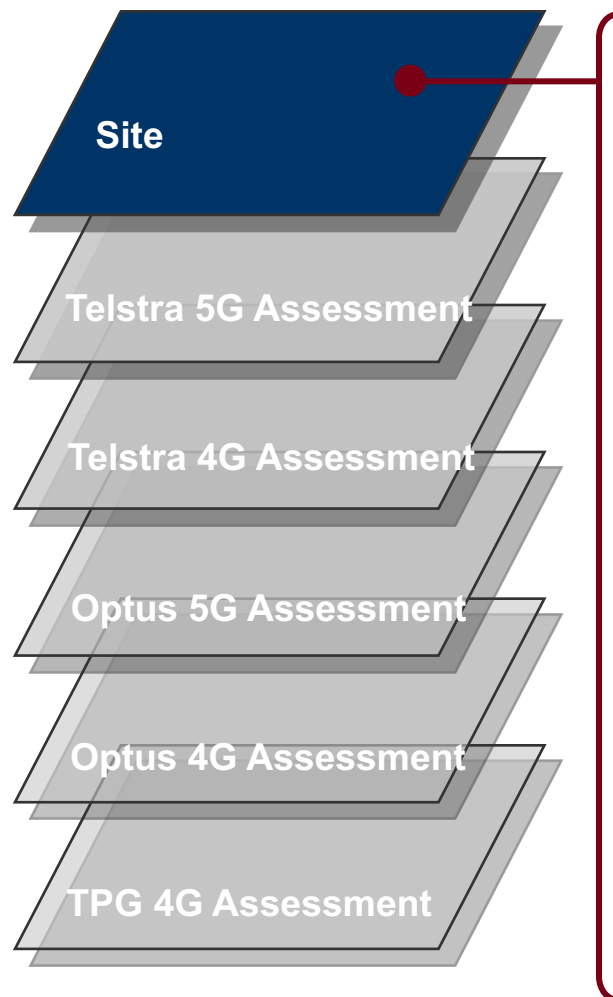 Site
Telstra 5G Assessment
Telstra 4G Assessment
Optus 5G Assessment
Optus 4G Assessment
TPG 4G Assessment